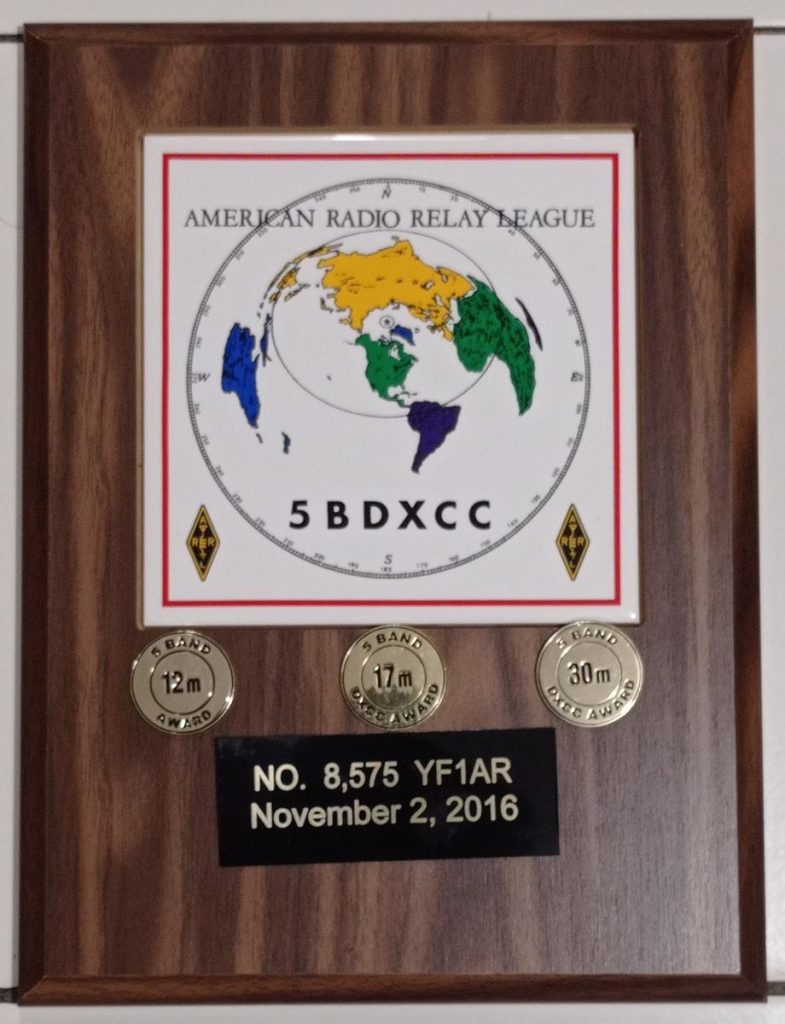 N
AMERICAN RADIO RELAY LEAGUE
W
E
5BDXCC
S
A
R R E
L
A
R R E
L
5 BAND
12m
AWARD
5 BAND
17m
DXCC AWARD
5 BAND
30m
DXCC AWARD
NO. 8,575 YF1AR
November 2, 2016